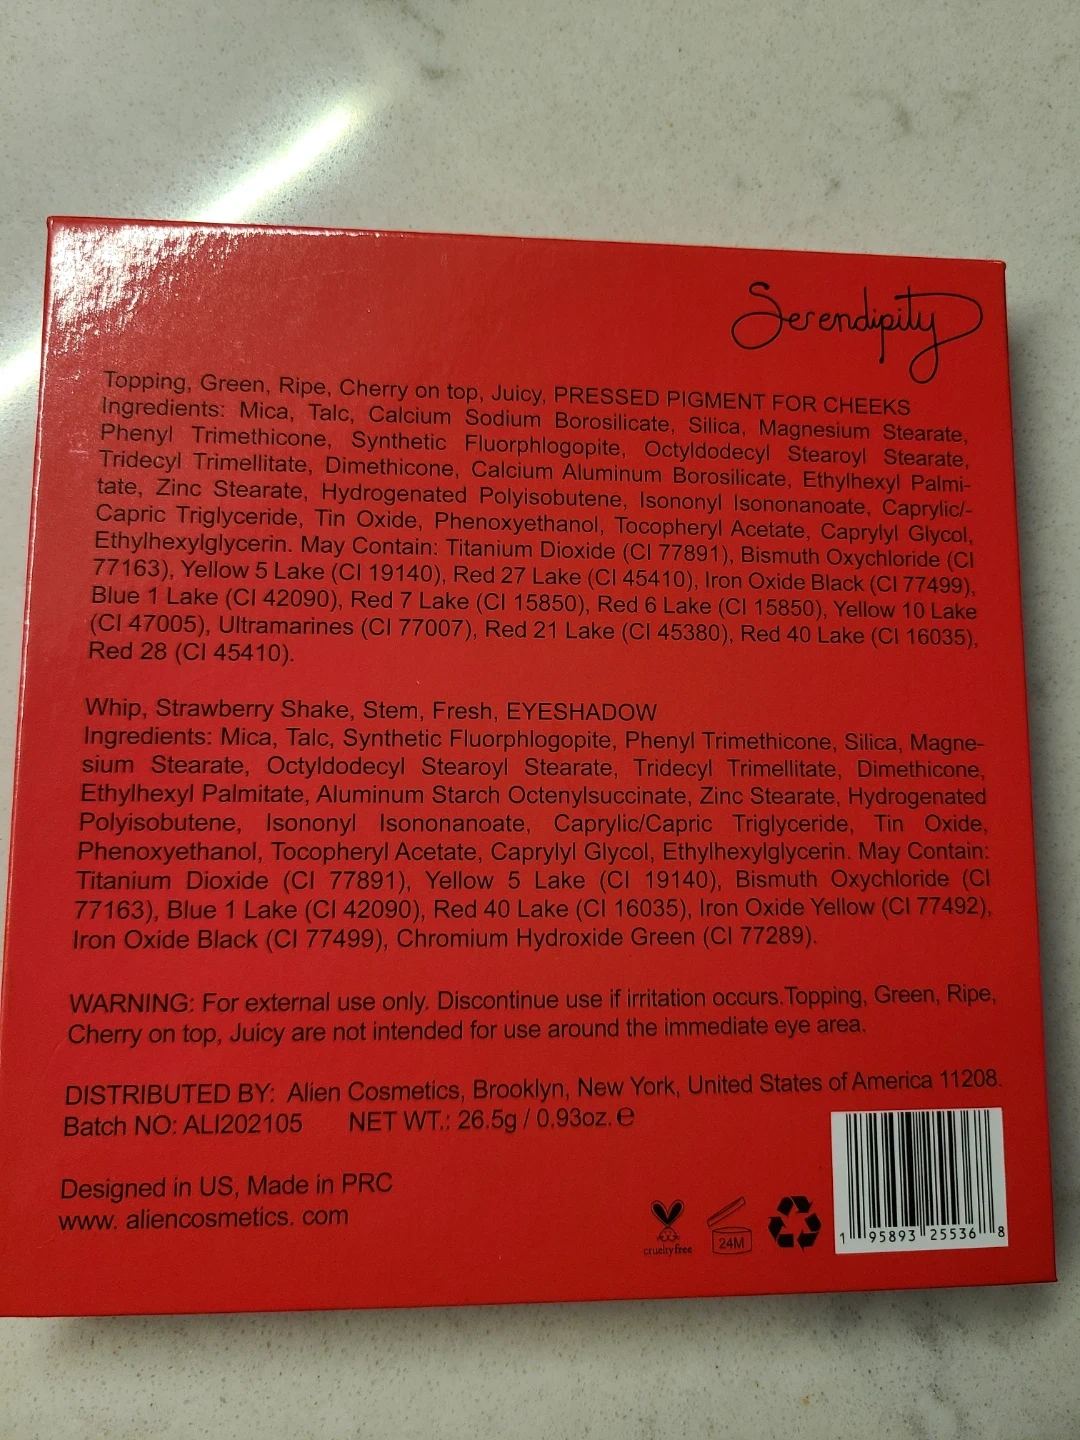 Serendipity
Topping, Green, Ripe, Cherry on top, Juicy, PRESSED PIGMENT FOR CHEEKS
Ingredients: Mica, Talc, Calcium Sodium Borosilicate, Silica, Magnesium Stearate,
Phenyl Trimethicone, Synthetic Fluorphlogopite, Octyldodecyl Stearoyl Stearate,
Tridecyl Trimellitate, Dimethicone, Calcium Aluminum Borosilicate, Ethylhexyl Palmi-
tate, Zinc Stearate, Hydrogenated Polyisobutene, Isononyl Isononanoate, Caprylic/-
Capric Triglyceride, Tin Oxide, Phenoxyethanol, Tocopheryl Acetate, Caprylyl Glycol,
Ethylhexylglycerin. May Contain: Titanium Dioxide (CI 77891), Bismuth Oxychloride (CI
77163), Yellow 5 Lake (CI 19140), Red 27 Lake (CI 45410), Iron Oxide Black (CI 77499),
Blue 1 Lake (CI 42090), Red 7 Lake (CI 15850), Red 6 Lake (CI 15850), Yellow 10 Lake
(CI 47005), Ultramarines (CI 77007), Red 21 Lake (CI 45380), Red 40 Lake (CI 16035),
Red 28 (CI 45410).
Whip, Strawberry Shake, Stem, Fresh, EYESHADOW
Ingredients: Mica, Talc, Synthetic Fluorphlogopite, Phenyl Trimethicone, Silica, Magne-
sium Stearate, Octyldodecyl Stearoyl Stearate, Tridecyl Trimellitate, Dimethicone,
Ethylhexyl Palmitate, Aluminum Starch Octenylsuccinate, Zinc Stearate, Hydrogenated
Polyisobutene, Isononyl Isononanoate, Caprylic/Capric Triglyceride, Tin Oxide,
Phenoxyethanol, Tocopheryl Acetate, Caprylyl Glycol, Ethylhexylglycerin. May Contain:
Titanium Dioxide (CI 77891), Yellow 5 Lake (CI 19140), Bismuth Oxychloride (CI
77163), Blue 1 Lake (CI 42090), Red 40 Lake (CI 16035), Iron Oxide Yellow (CI 77492),
Iron Oxide Black (CI 77499), Chromium Hydroxide Green (CI 77289).
WARNING: For external use only. Discontinue use if irritation occurs.Topping, Green, Ripe,
Cherry on top, Juicy are not intended for use around the immediate eye area.
DISTRIBUTED BY: Alien Cosmetics, Brooklyn, New York, United States of America 11208.
Batch NO: ALI202105 NET WT.: 26.5g / 0.93oz. ℮
Designed in US, Made in PRC
www. aliencosmetics. com
cruelty free
24M
1 95893 25536 8